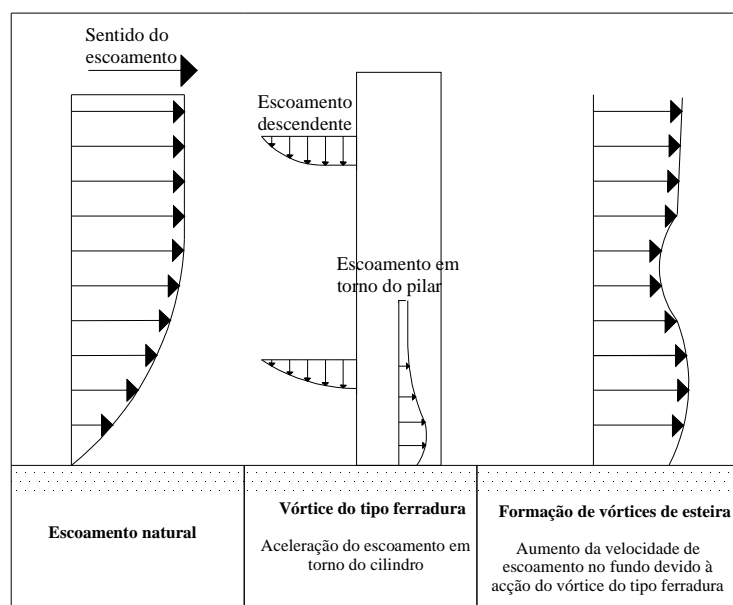 Sentido do
escoamento
Escoamento
descendente
Escoamento em
torno do pilar
Escoamento natural
Vórtice do tipo ferradura
Aceleração do escoamento em
torno do cilindro
Formação de vórtices de esteira
Aumento da velocidade de
escoamento no fundo devido à
acção do vórtice do tipo ferradura